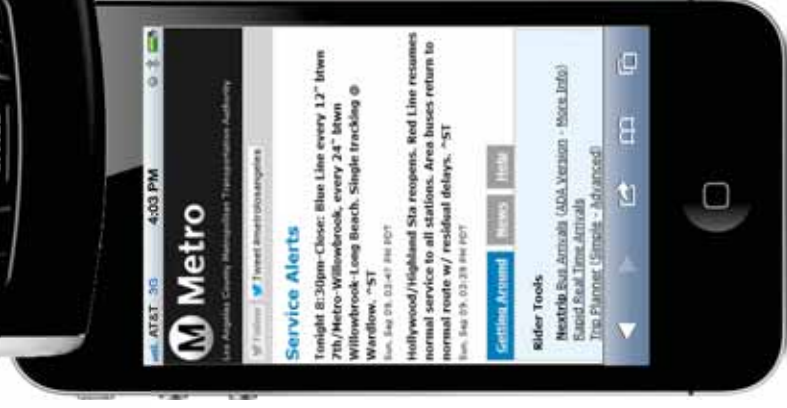 AT&T 3G 4:03 PM
M Metro
Los Angeles County Metropolitan Transportation Authority
Follow Tweet #metrolosangeles
Service Alerts
Tonight 8:30pm-Close: Blue Line every 12" btwn
7th/Metro-Willowbrook, every 24" btwn
Willowbrook-Long Beach. Single tracking @
Wardlow. ^ST
Sun, Sep 09, 03:47 PM PDT
Hollywood/Highland Sta reopens. Red Line resumes
normal service to all stations. Area buses return to
normal route w/ residual delays. ^ST
Sun, Sep 09, 02:29 PM PDT
Getting Around News Help
Rider Tools
Nextrip Bus Arrivals (ADA Version - More Info)
Rapid Real Time Arrivals
Trip Planner (Simple - Advanced)